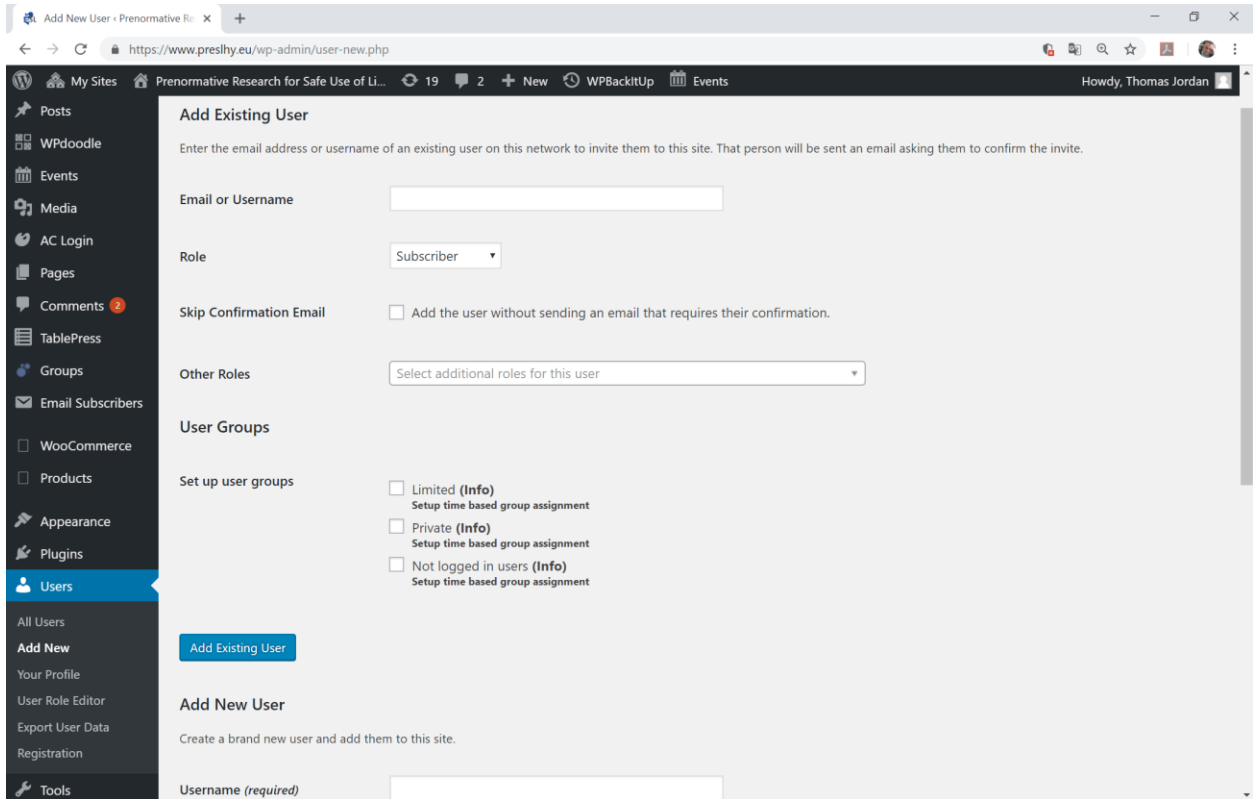 Add New User ‹ Prenormative Re
https://www.preslhy.eu/wp-admin/user-new.php
My Sites Prenormative Research for Safe Use of Li... 19 2 New WPBackItUp Events Howdy, Thomas Jordan
Posts
WPdoodle
Events
Media
AC Login
Pages
Comments 2
TablePress
Groups
Email Subscribers
WooCommerce
Products
Appearance
Plugins
Users
All Users
Add New
Your Profile
User Role Editor
Export User Data
Registration
Tools
Add Existing User
Enter the email address or username of an existing user on this network to invite them to this site. That person will be sent an email asking them to confirm the invite.
Email or Username
Role Subscriber
Skip Confirmation Email Add the user without sending an email that requires their confirmation.
Other Roles Select additional roles for this user
User Groups
Set up user groups Limited (Info)
Setup time based group assignment
Private (Info)
Setup time based group assignment
Not logged in users (Info)
Setup time based group assignment
Add Existing User
Add New User
Create a brand new user and add them to this site.
Username (required)